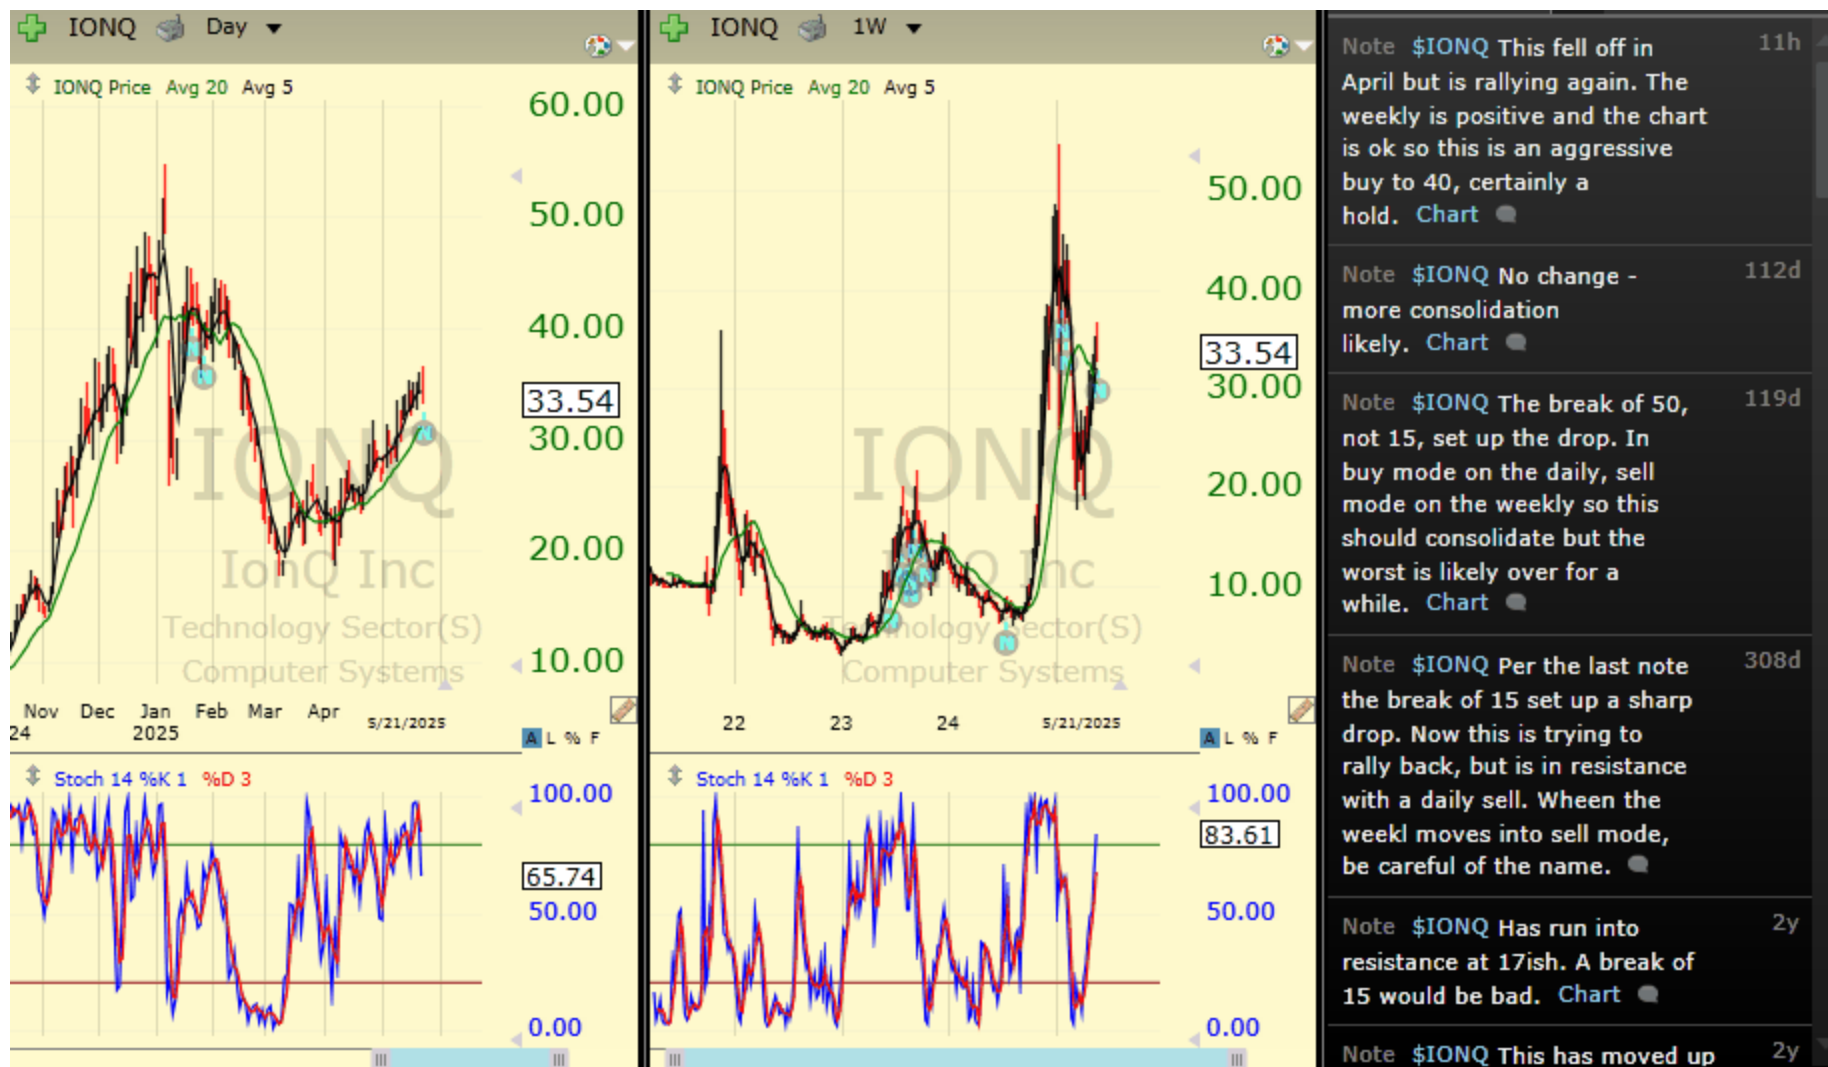 IONQ Day
IONQ Price Avg 20 Avg 5
60.00
50.00
40.00
33.54
30.00
20.00
10.00
IONQ
IonQ Inc
Technology Sector(S)
Computer Systems
Nov Dec Jan Feb Mar Apr 5/21/2025
24 2025
A L % F
Stoch 14 %K 1 %D 3
100.00
65.74
50.00
0.00
IONQ 1W
IONQ Price Avg 20 Avg 5
50.00
40.00
33.54
30.00
20.00
10.00
IONQ
IonQ Inc
Technology Sector(S)
Computer Systems
22 23 24 5/21/2025
A L % F
Stoch 14 %K 1 %D 3
100.00
83.61
50.00
0.00
Note $IONQ This fell off in 11h
April but is rallying again. The
weekly is positive and the chart
is ok so this is an aggressive
buy to 40, certainly a
hold. Chart
Note $IONQ No change - 112d
more consolidation
likely. Chart
Note $IONQ The break of 50, 119d
not 15, set up the drop. In
buy mode on the daily, sell
mode on the weekly so this
should consolidate but the
worst is likely over for a
while. Chart
Note $IONQ Per the last note 308d
the break of 15 set up a sharp
drop. Now this is trying to
rally back, but is in resistance
with a daily sell. Wheen the
weekl moves into sell mode,
be careful of the name.
Note $IONQ Has run into 2y
resistance at 17ish. A break of
15 would be bad. Chart
Note $IONQ This has moved up 2y